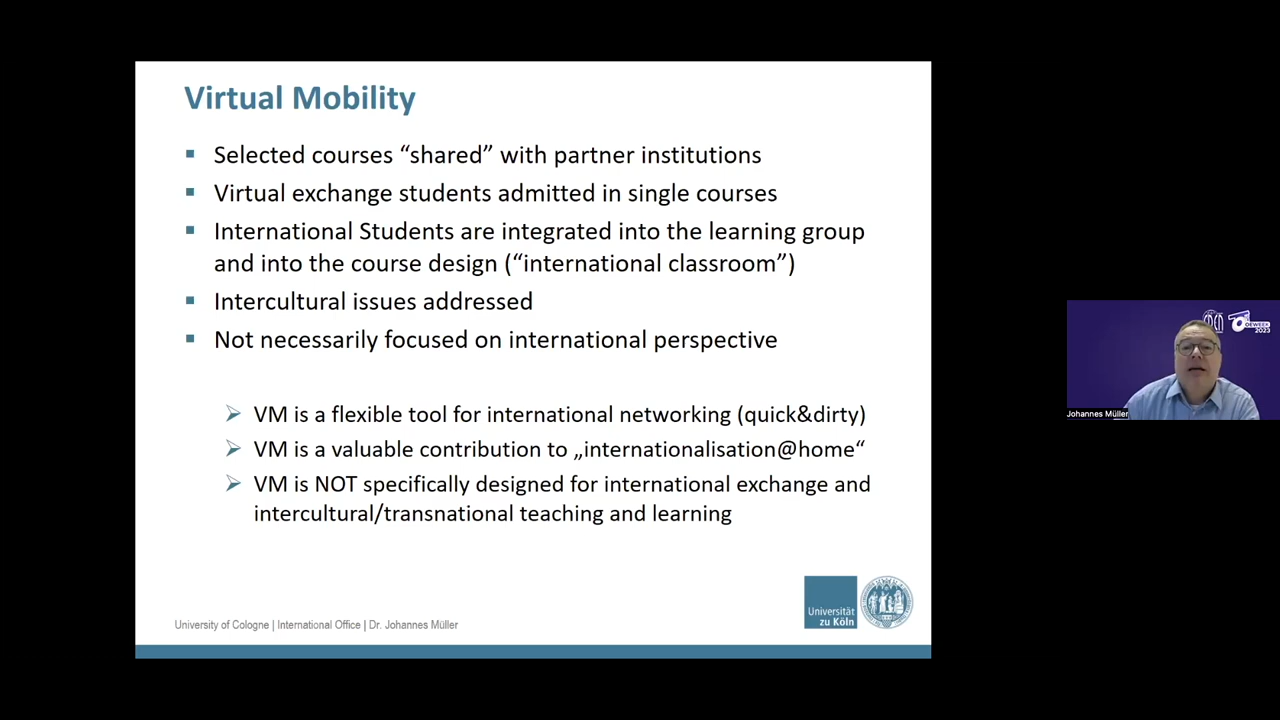 Virtual Mobility
Selected courses “shared” with partner institutions
Virtual exchange students admitted in single courses
International Students are integrated into the learning group
and into the course design (“international classroom”)
Intercultural issues addressed
Not necessarily focused on international perspective
VM is a flexible tool for international networking (quick&dirty)
VM is a valuable contribution to „internationalisation@home“
VM is NOT specifically designed for international exchange and
intercultural/transnational teaching and learning
Universität
zu Köln
University of Cologne | International Office | Dr. Johannes Müller
OEWEEK
2023
Johannes Müller